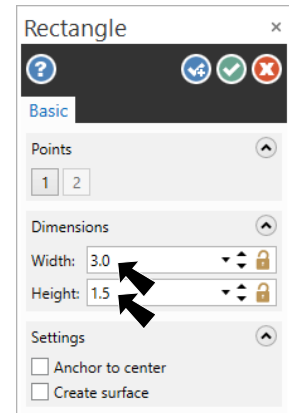 Rectangle ×
?
Basic
Points
1 2
Dimensions
Width: 3.0
Height: 1.5
Settings
Anchor to center
Create surface